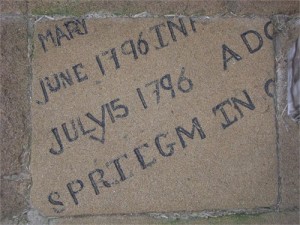 MARY
JUNE 1796 INF
JULY 15 1796 ADO
SPRIEGM IN